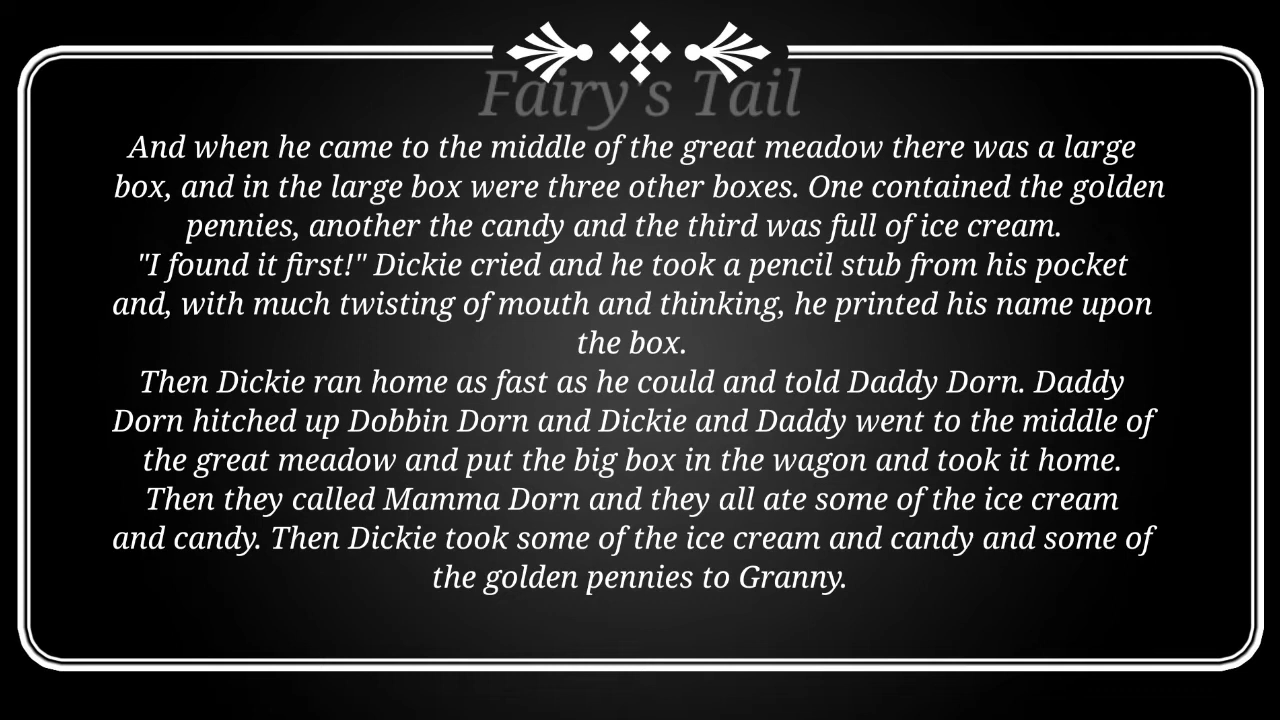 Fairy's Tail
And when he came to the middle of the great meadow there was a large
box, and in the large box were three other boxes. One contained the golden
pennies, another the candy and the third was full of ice cream.
"I found it first!" Dickie cried and he took a pencil stub from his pocket
and, with much twisting of mouth and thinking, he printed his name upon
the box.
Then Dickie ran home as fast as he could and told Daddy Dorn. Daddy
Dorn hitched up Dobbin Dorn and Dickie and Daddy went to the middle of
the great meadow and put the big box in the wagon and took it home.
Then they called Mamma Dorn and they all ate some of the ice cream
and candy. Then Dickie took some of the ice cream and candy and some of
the golden pennies to Granny.